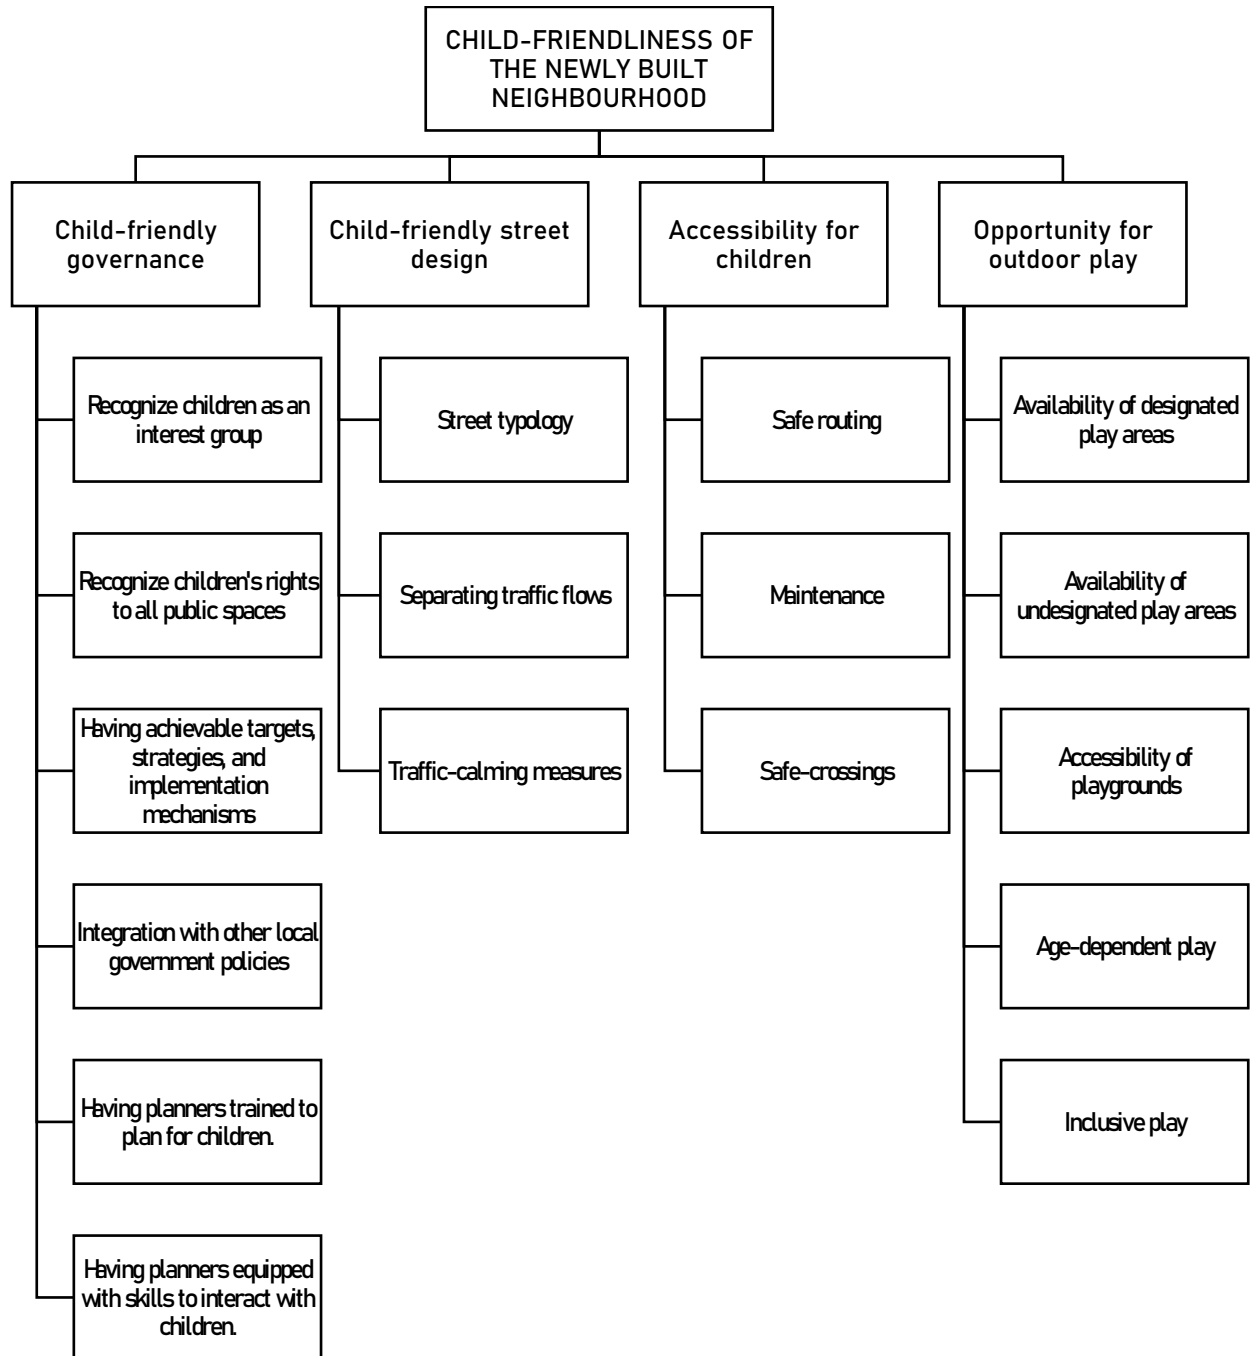 CHILD-FRIENDLINESS OF
THE NEWLY BUILT
NEIGHBOURHOOD
Child-friendly
governance
Recognize children as an
interest group
Recognize children's rights
to all public spaces
Having achievable targets,
strategies, and
implementation
mechanisms
Integration with other local
government policies
Having planners trained to
plan for children.
Having planners equipped
with skills to interact with
children.
Child-friendly street
design
Street typology
Separating traffic flows
Traffic-calming measures
Accessibility for
children
Safe routing
Maintenance
Safe-crossings
Opportunity for
outdoor play
Availability of designated
play areas
Availability of
undesignated play areas
Accessibility of
playgrounds
Age-dependent play
Inclusive play